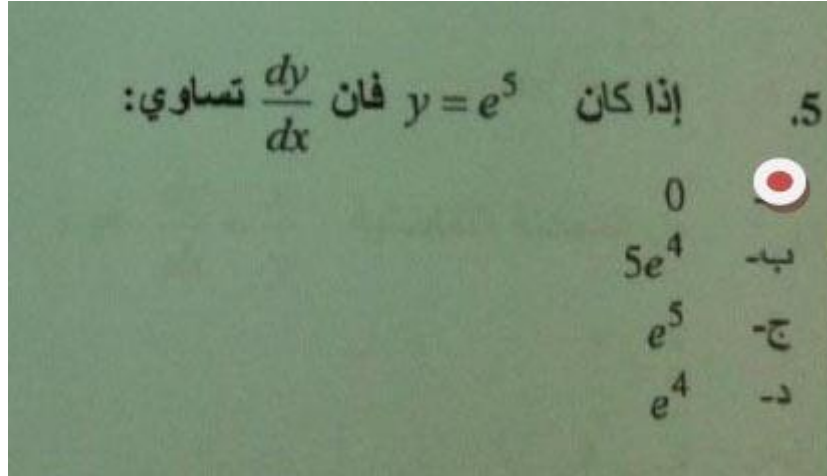 5. إذا كان y = e^5 فان dy/dx تساوي:
0
ب- 5e^4
ج- e^5
د- e^4